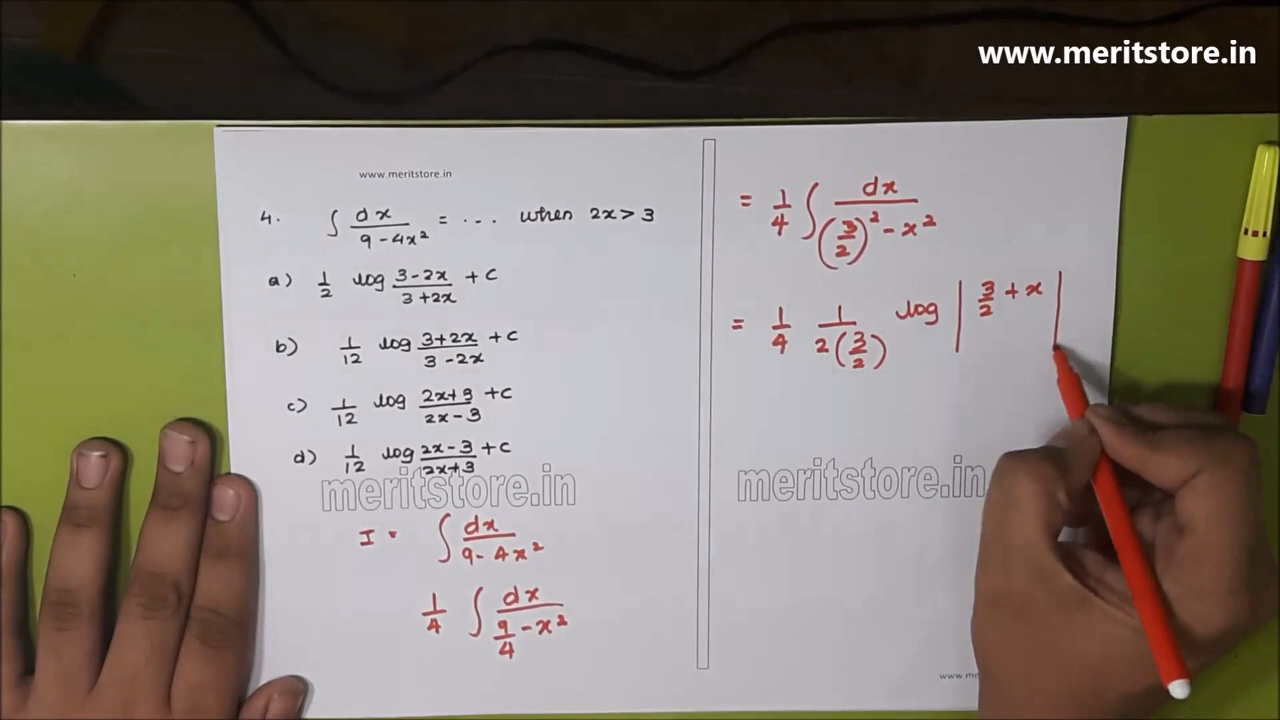 www.meritstore.in
www.meritstore.in
4. ∫ dx / (9 - 4x²) = ... when 2x > 3
a) 1/2 log (3 - 2x)/(3 + 2x) + c
b) 1/12 log (3 + 2x)/(3 - 2x) + c
c) 1/12 log (2x + 3)/(2x - 3) + c
d) 1/12 log (2x - 3)/(2x + 3) + c
meritstore.in
I = ∫ dx / (9 - 4x²)
1/4 ∫ dx / (9/4 - x²)
= 1/4 ∫ dx / ((3/2)² - x²)
= 1/4 1/(2(3/2)) log | 3/2 + x |
meritstore.in